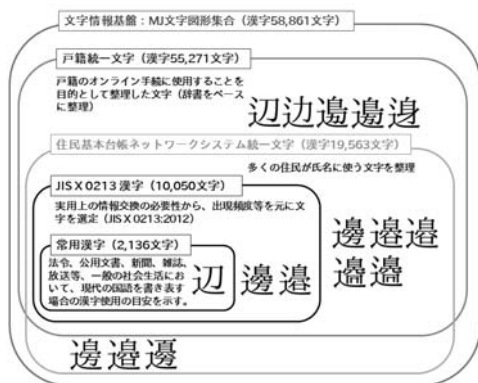 文字情報基盤:MJ文字図形集合(漢字58,861文字)
戸籍統一文字(漢字55,271文字)
戸籍のオンライン手続に使用することを
目的として整理した文字(辞書をベース
に整理)
辺边邉邉
住民基本台帳ネットワークシステム統一文字(漢字19,563文字)
多くの住民が氏名に使う文字を整理
JIS X 0213 漢字(10,050文字)
実用上の情報交換の必要性から、出現頻度等を元に文
字を選定(JIS X 0213:2012)
邉邉邉
邉邉
常用漢字(2,136文字)
法令、公用文書、新聞、雑誌、
放送等、一般の社会生活にお
いて、現代の国語を書き表す
場合の漢字使用の目安を示す。
辺
邊邉
邊邉邊